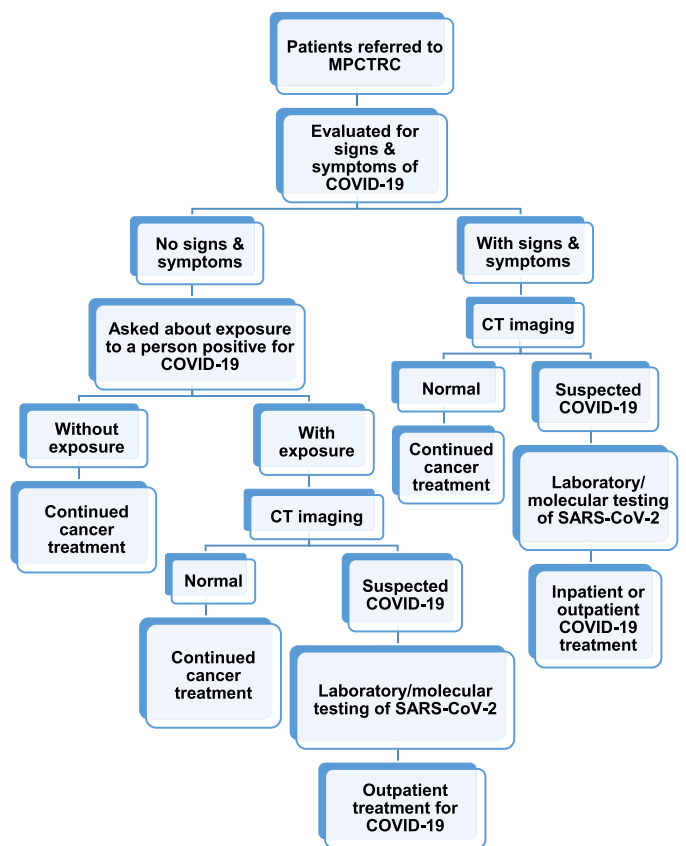 Patients referred to
MPCTRC
Evaluated for
signs &
symptoms of
COVID-19
No signs &
symptoms
With signs &
symptoms
Asked about exposure
to a person positive for
COVID-19
CT imaging
Without
exposure
With
exposure
Normal
Suspected
COVID-19
Continued
cancer
treatment
CT imaging
Continued
cancer
treatment
Laboratory/
molecular testing
of SARS-CoV-2
Normal
Suspected
COVID-19
Inpatient or
outpatient
COVID-19
treatment
Continued
cancer
treatment
Laboratory/molecular
testing of SARS-CoV-2
Outpatient
treatment for
COVID-19